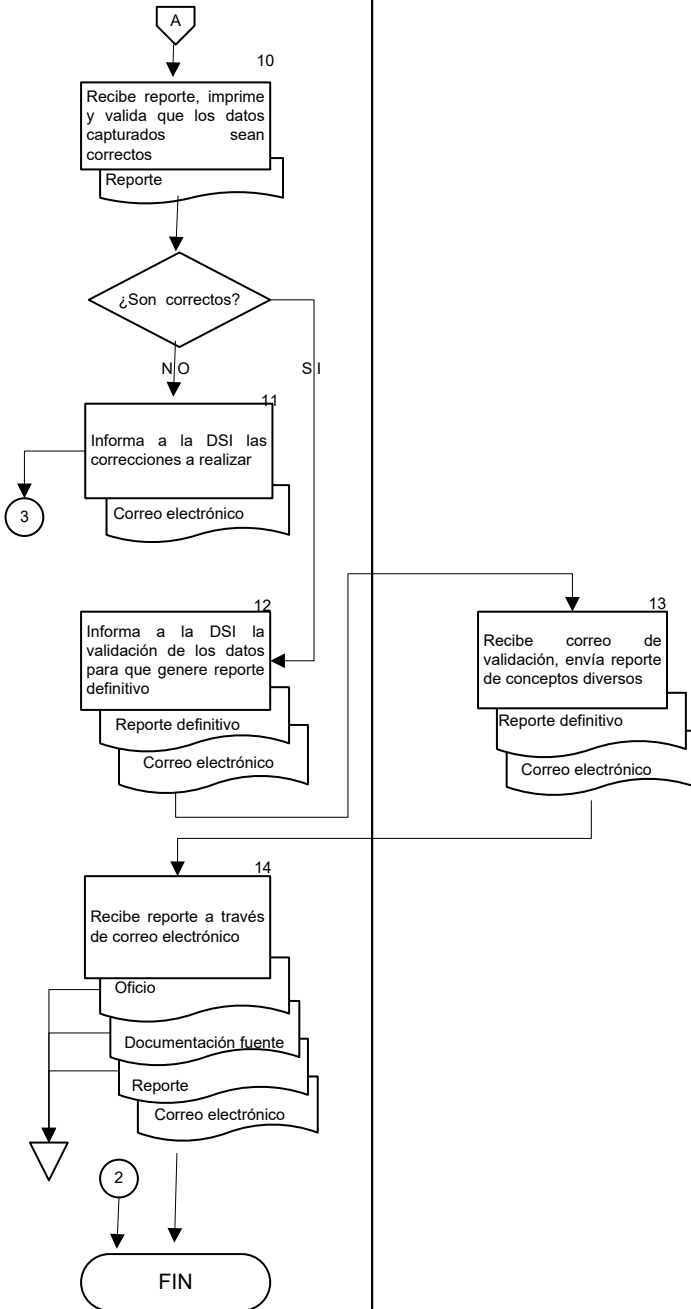 A
10
Recibe reporte, imprime
y valida que los datos
capturados sean
correctos
Reporte
¿Son correctos?
NO
SI
11
Informa a la DSI las
correcciones a realizar
Correo electrónico
3
12
Informa a la DSI la
validación de los datos
para que genere reporte
definitivo
Reporte definitivo
Correo electrónico
13
Recibe correo de
validación, envía reporte
de conceptos diversos
Reporte definitivo
Correo electrónico
14
Recibe reporte a través
de correo electrónico
Oficio
Documentación fuente
Reporte
Correo electrónico
2
FIN